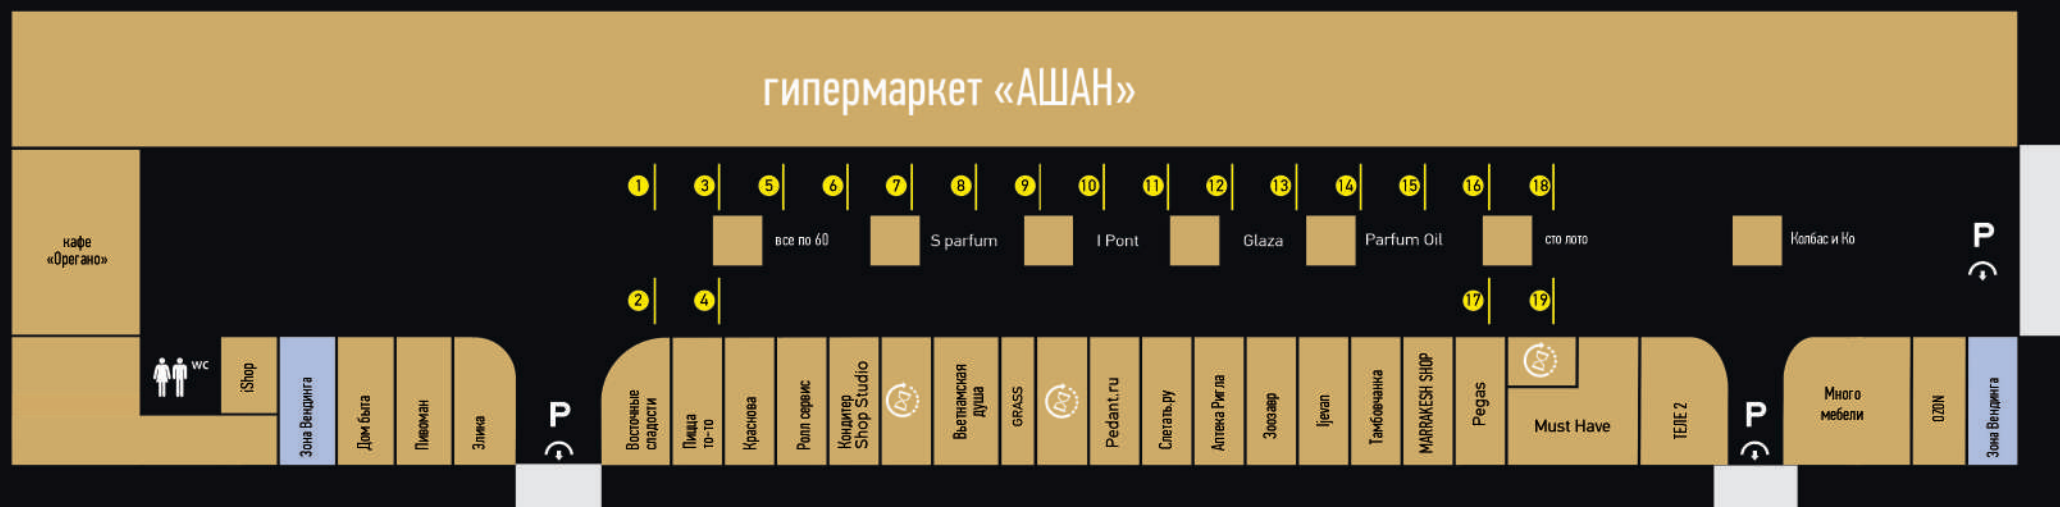 гипермаркет «АШАН»
1
3
5
6
7
8
9
10
11
12
13
14
15
16
18
кафе
«Орегано»
все по 60
S parfum
I Pont
Glaza
Parfum Oil
сто лото
Колбас и Ко
P
2
4
17
19
WC
iShop
Зона Вендинга
Дом быта
Пивоман
Элина
P
Восточные
сладости
Пицца
то-то
Краснова
Ролл сервис
Кондитер
Shop Studio
Вьетнамская
душа
GRASS
Pedant.ru
Слетать.ру
Аптека Ригла
Зоозавр
Ijevan
Тамбовчанка
MARRAKESH SHOP
Pegas
Must Have
ТЕЛЕ 2
P
Много
мебели
OZON
Зона Вендинга